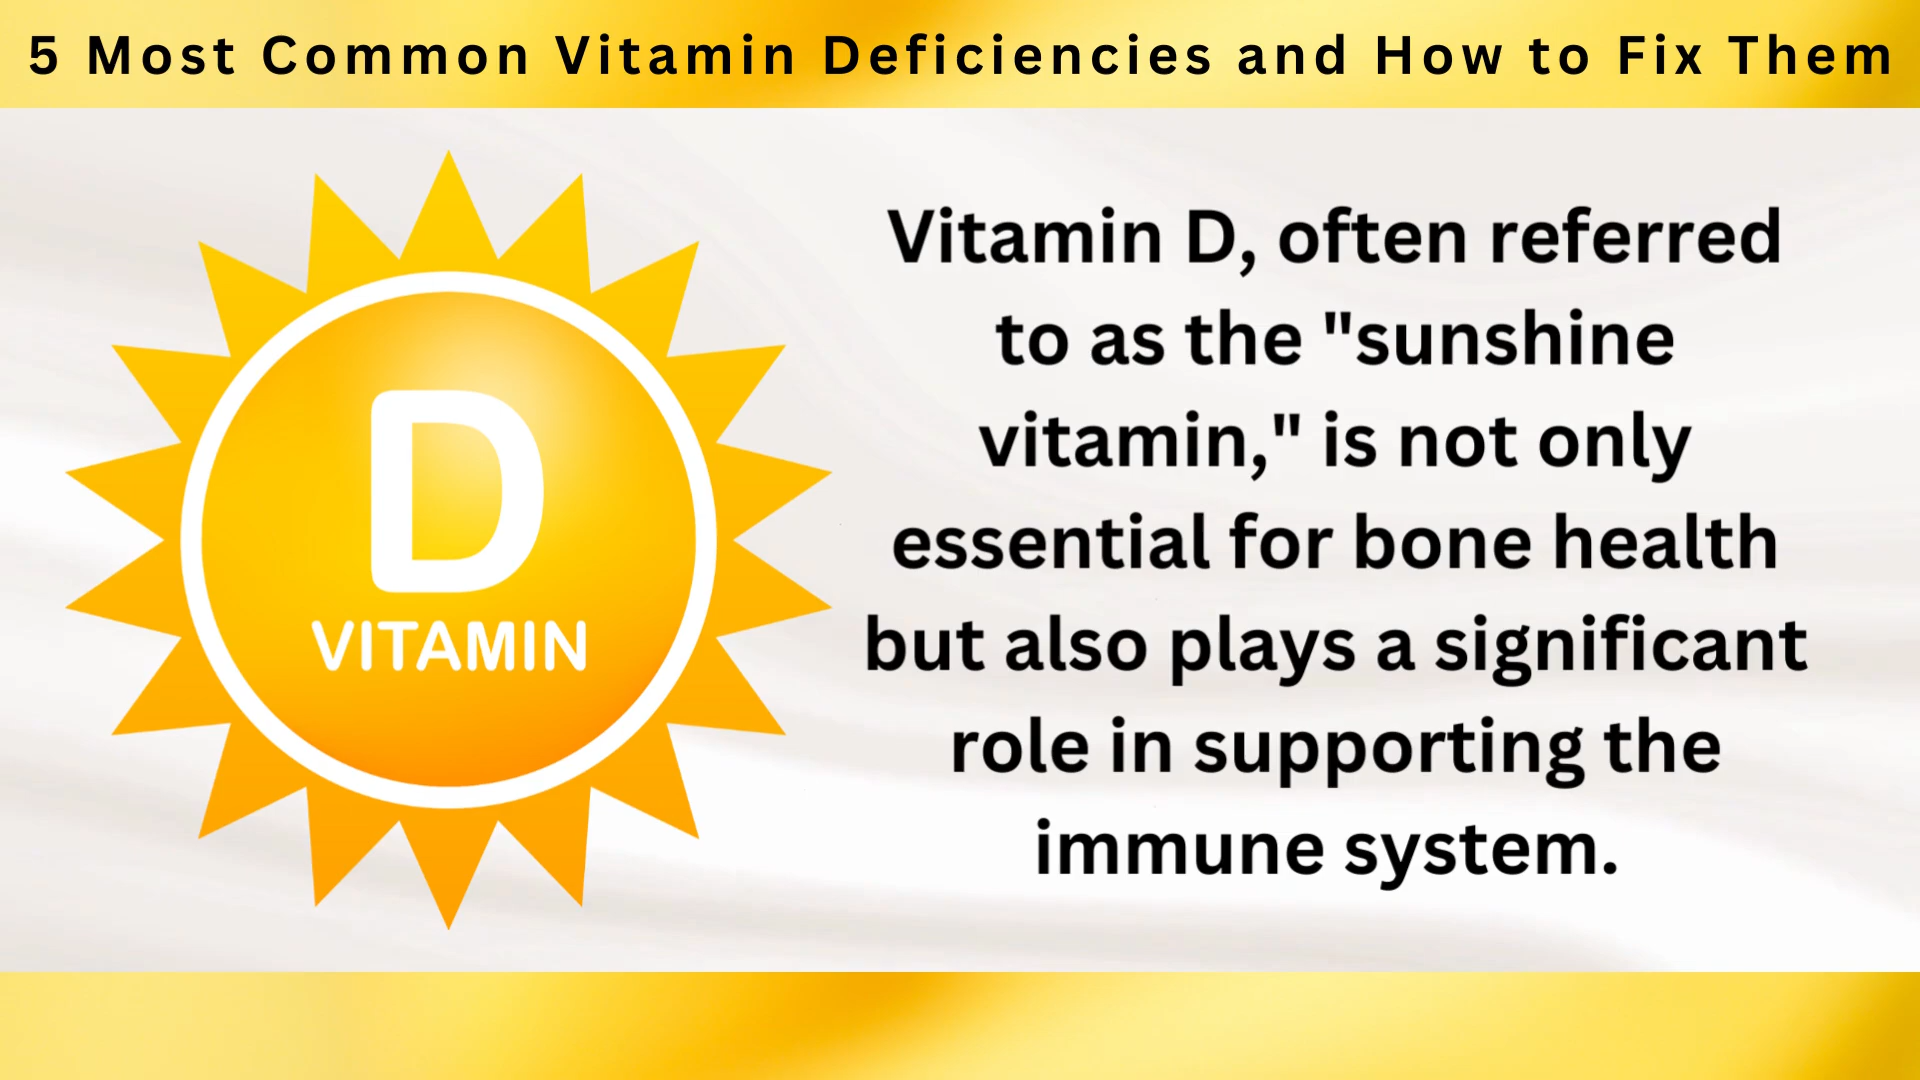 5 Most Common Vitamin Deficiencies and How to Fix Them
D
VITAMIN
Vitamin D, often referred
to as the "sunshine
vitamin," is not only
essential for bone health
but also plays a significant
role in supporting the
immune system.